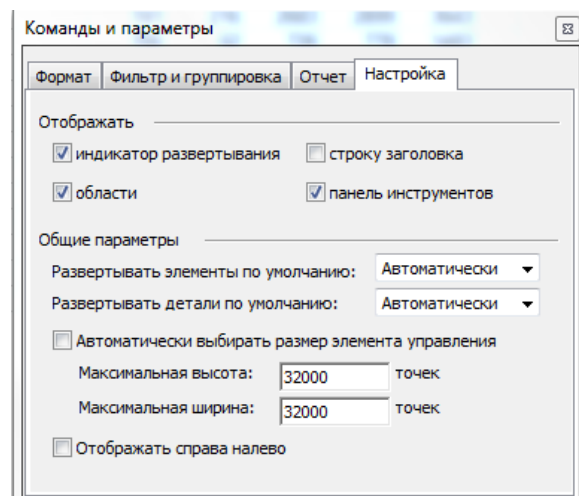 Команды и параметры
Формат Фильтр и группировка Отчет Настройка
Отображать
индикатор развертывания строку заголовка
области панель инструментов
Общие параметры
Развертывать элементы по умолчанию: Автоматически
Развертывать детали по умолчанию: Автоматически
Автоматически выбирать размер элемента управления
Максимальная высота: 32000 точек
Максимальная ширина: 32000 точек
Отображать справа налево